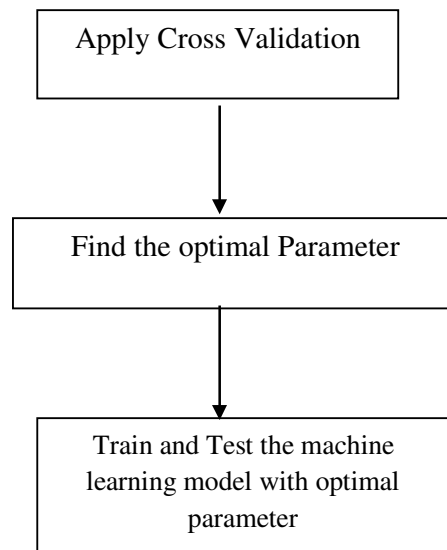 Apply Cross Validation
Find the optimal Parameter
Train and Test the machine
learning model with optimal
parameter